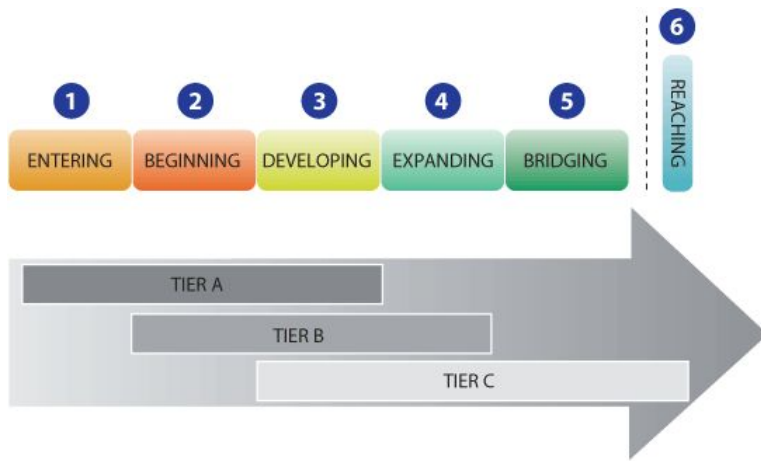 6
1 2 3 4 5
ENTERING BEGINNING DEVELOPING EXPANDING BRIDGING REACHING
TIER A
TIER B
TIER C